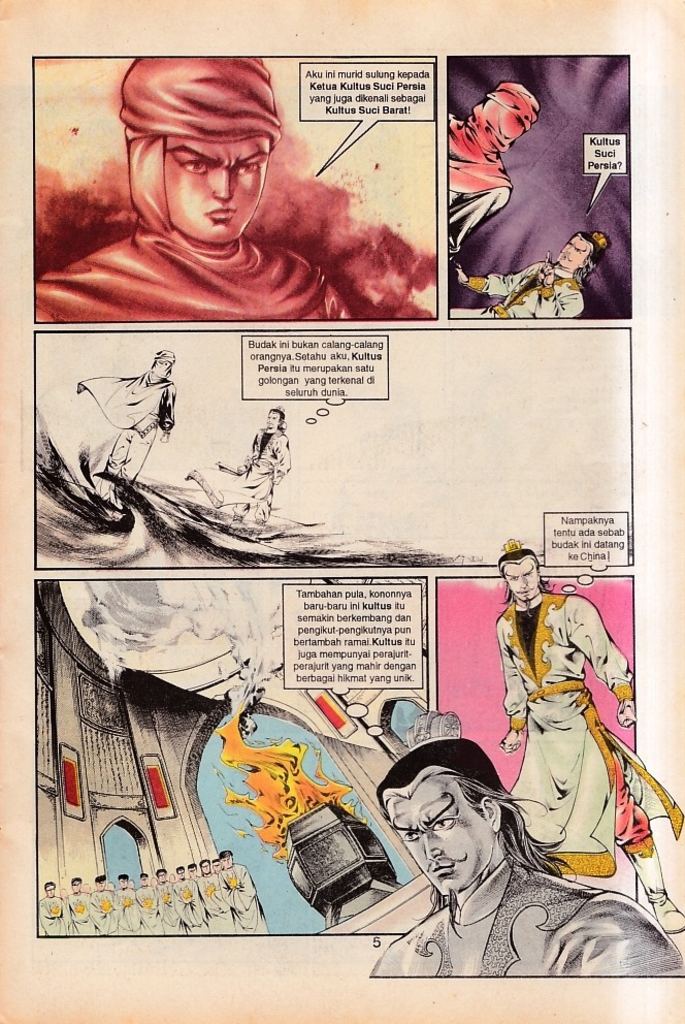 Aku ini murid sulung kepada
Ketua Kultus Suci Persia
yang juga dikenali sebagai
Kultus Suci Barat!
Kultus
Suci
Persia?
Budak ini bukan calang-calang
orangnya.Setahu aku, Kultus
Persia itu merupakan satu
golongan yang terkenal di
seluruh dunia.
Nampaknya
tentu ada sebab
budak ini datang
ke China!
Tambahan pula, kononnya
baru-baru ini kultus itu
semakin berkembang dan
pengikut-pengikutnya pun
bertambah ramai.Kultus itu
juga mempunyai perajurit-
perajurit yang mahir dengan
berbagai hikmat yang unik.
5